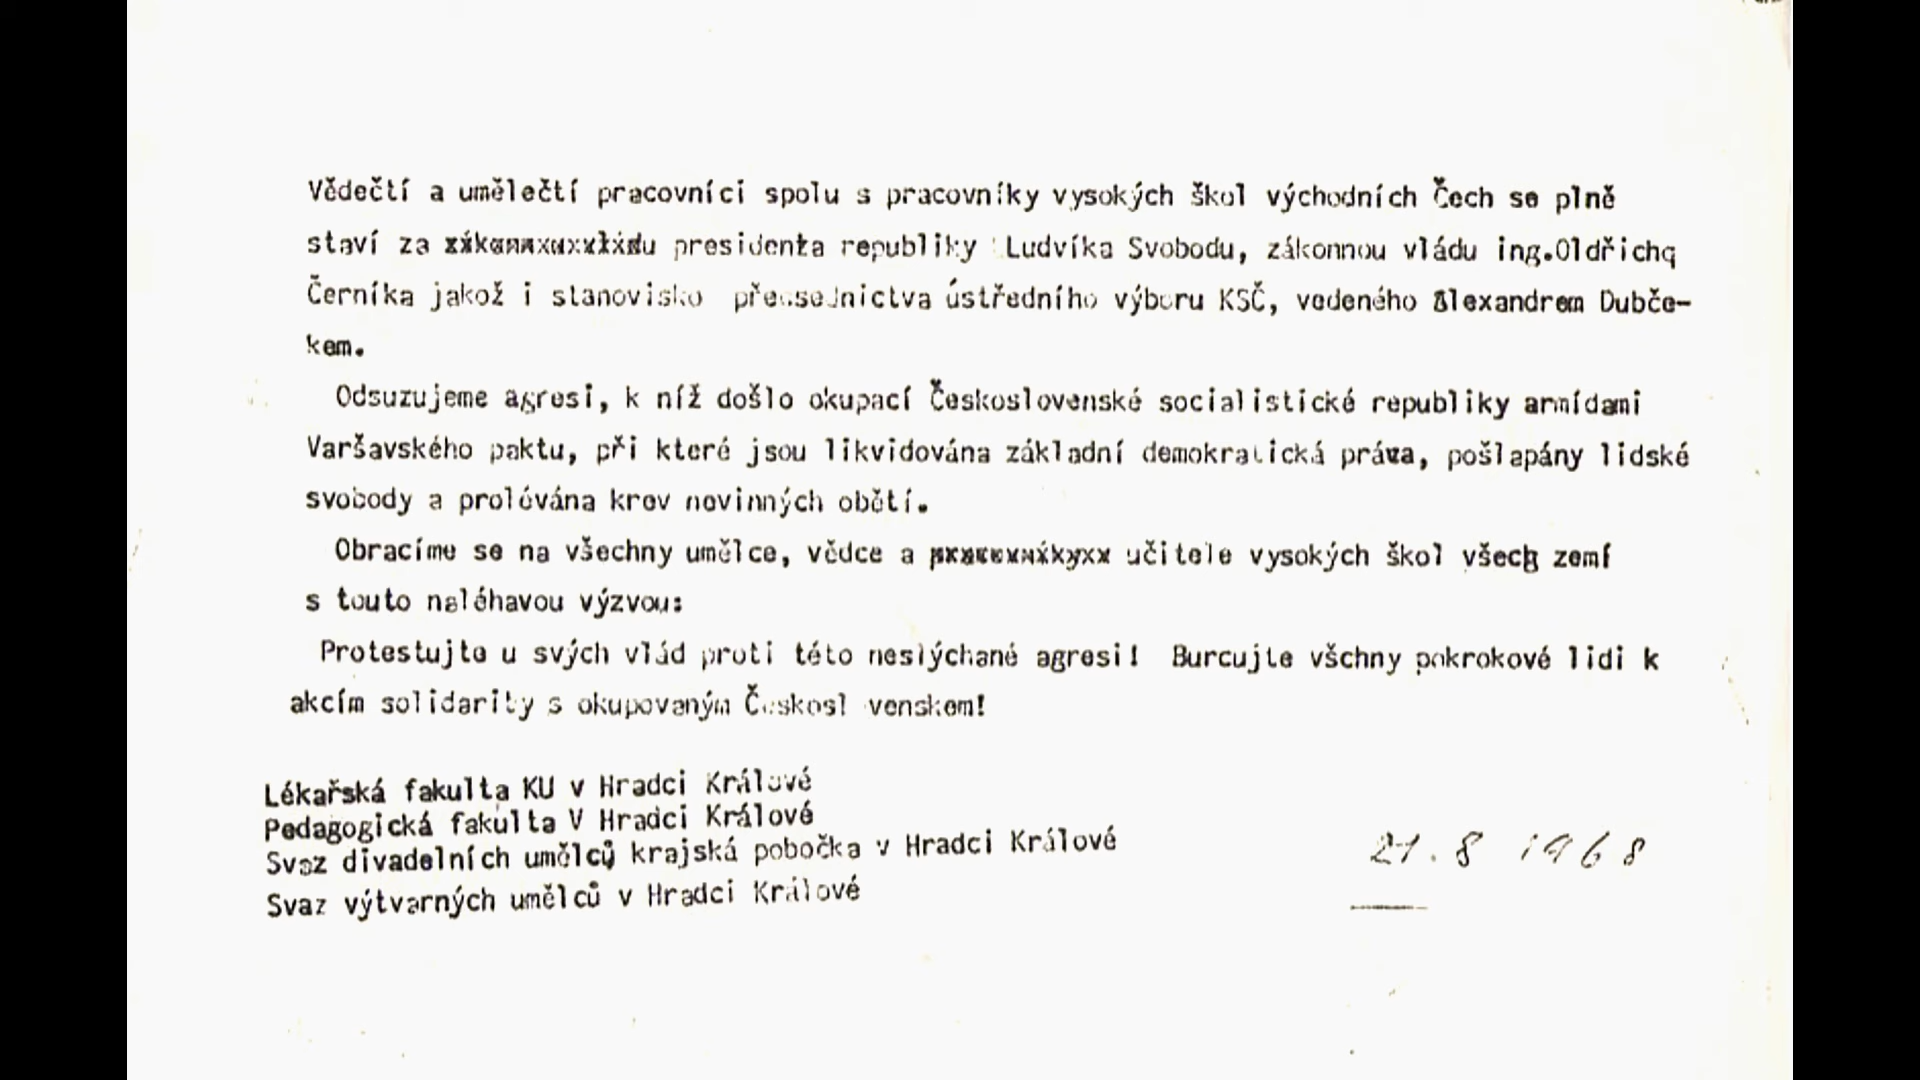 Vědečtí a umělečtí pracovníci spolu s pracovníky vysokých škol východních Čech se plně
staví za presidenta republiky Ludvíka Svobodu, zákonnou vládu ing.Oldřichq
Černíka jakož i stanovisko předsednictva ústředního výboru KSČ, vedeného Alexandrem Dubče-
kem.
Odsuzujeme agresi, k níž došlo okupací Československé socialistické republiky armídami
Varšavského paktu, při které jsou likvidována základní demokratická práva, pošlapány lidské
svobody a prolévána krev nevinných obětí.
Obracíme se na všechny umělce, vědce a učitele vysokých škol všech zemí
s touto naléhavou výzvou:
Protestujte u svých vlád proti této neslýchané agresi! Burcujte všchny pokrokové lidi k
akcím solidarity s okupovaným Českosl venskem!
Lékařská fakulta KU v Hradci Králové
Pedagogická fakulta V Hradci Králové
Svaz divadelních umělců krajská pobočka v Hradci Králové
Svaz výtvarných umělců v Hradci Králové
21. 8 1968